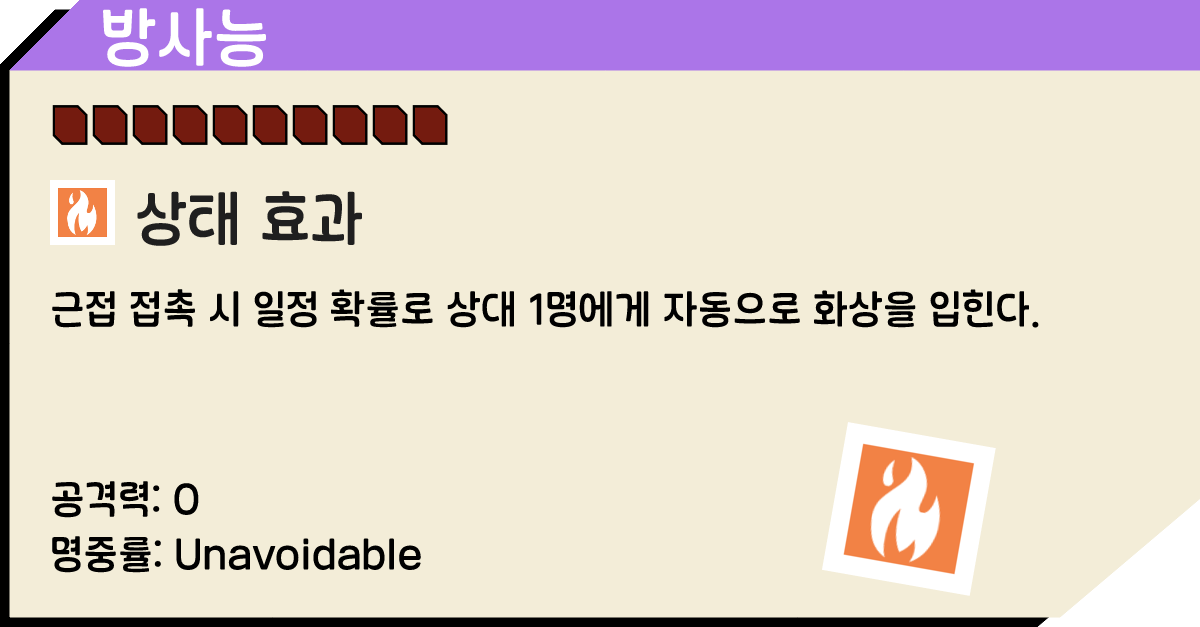 방사능
상태 효과
근접 접촉 시 일정 확률로 상대 1명에게 자동으로 화상을 입힌다.
공격력: 0
명중률: Unavoidable